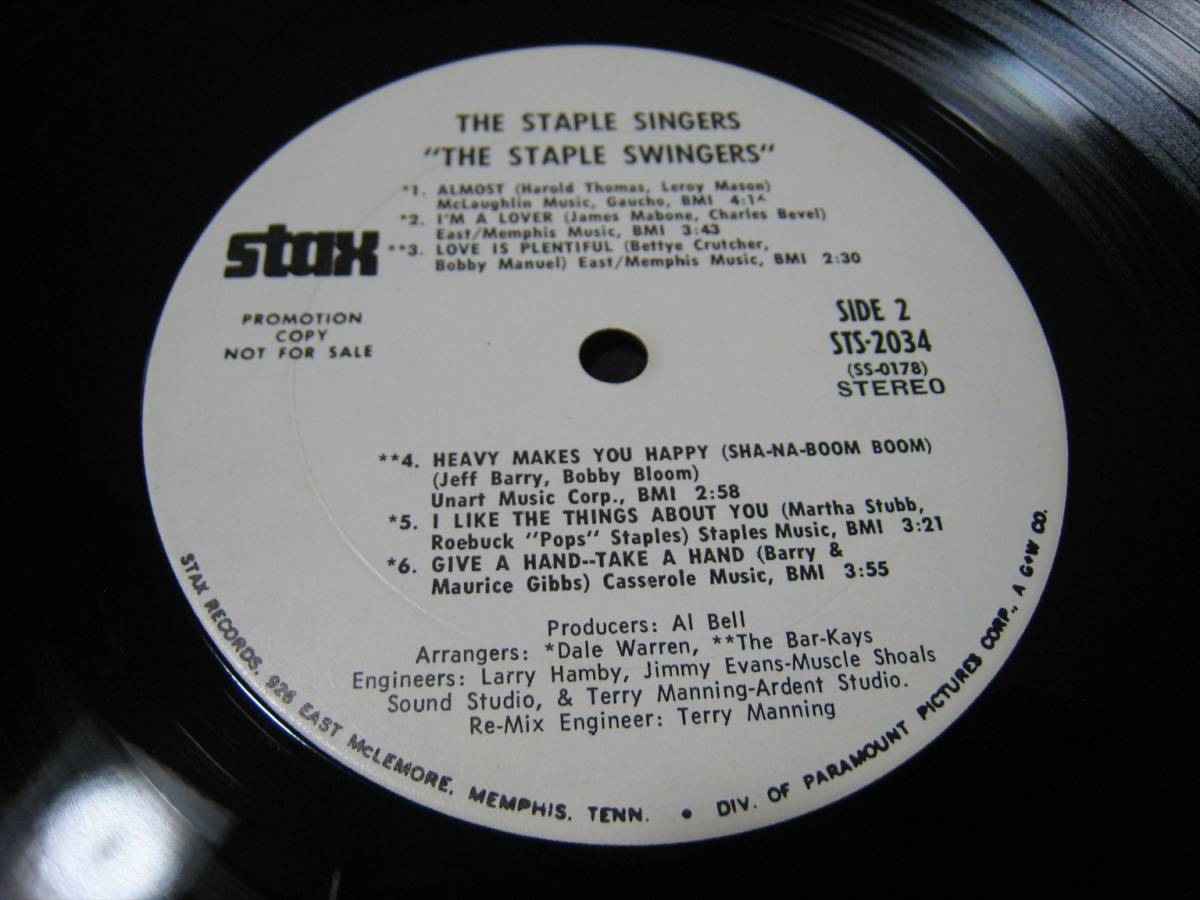 THE STAPLE SINGERS
"THE STAPLE SWINGERS"
*1. ALMOST (Harold Thomas, Leroy Mason)
McLaughlin Music, Gaucho, BMI 4:14
*2. I'M A LOVER (James Mabone, Charles Bevel)
East/Memphis Music, BMI 3:43
**3. LOVE IS PLENTIFUL (Bettye Crutcher,
Bobby Manuel) East/Memphis Music, BMI 2:30
stax
PROMOTION
COPY
NOT FOR SALE
SIDE 2
STS-2034
(SS-0178)
STEREO
**4. HEAVY MAKES YOU HAPPY (SHA-NA-BOOM BOOM)
(Jeff Barry, Bobby Bloom)
Unart Music Corp., BMI 2:58
*5. I LIKE THE THINGS ABOUT YOU (Martha Stubb,
Roebuck "Pops" Staples) Staples Music, BMI 3:21
*6. GIVE A HAND--TAKE A HAND (Barry &
Maurice Gibbs) Casserole Music, BMI 3:55
Producers: Al Bell
Arrangers: *Dale Warren, **The Bar-Kays
Engineers: Larry Hamby, Jimmy Evans-Muscle Shoals
Sound Studio, & Terry Manning-Ardent Studio.
Re-Mix Engineer: Terry Manning
STAX RECORDS, 926 EAST McLEMORE, MEMPHIS, TENN. • DIV. OF PARAMOUNT PICTURES CORP., A G+W CO.